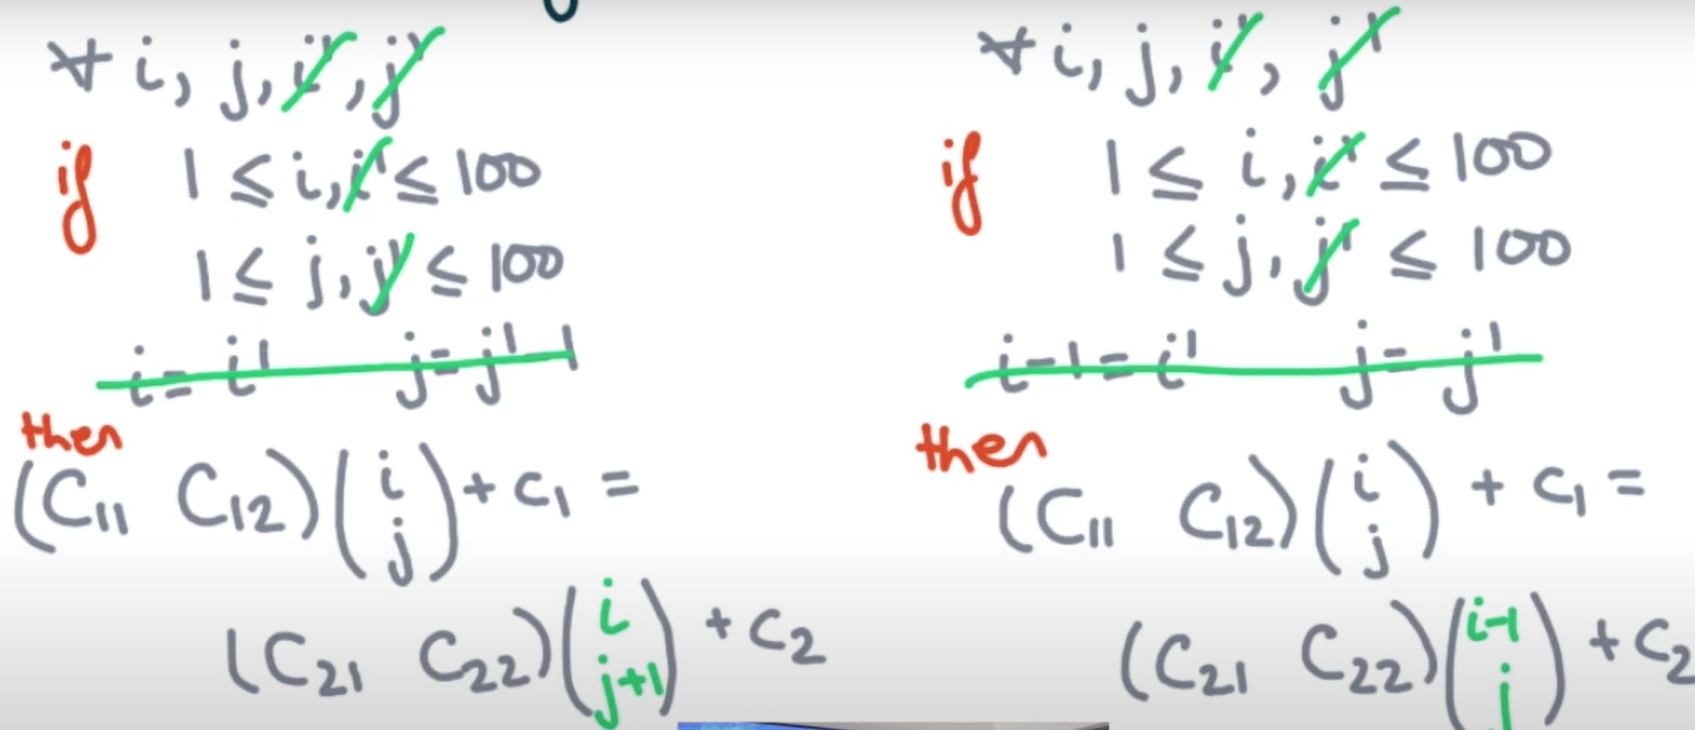 ∀ i, j, i', j'
if 1 ≤ i, i' ≤ 100
1 ≤ j, j' ≤ 100
i = i' j = j' - 1
then
(C11 C12) (i j) + c1 =
(C21 C22) (i j+1) + c2
∀ i, j, i', j'
if 1 ≤ i, i' ≤ 100
1 ≤ j, j' ≤ 100
i - 1 = i' j = j'
then
(C11 C12) (i j) + c1 =
(C21 C22) (i-1 j) + c2